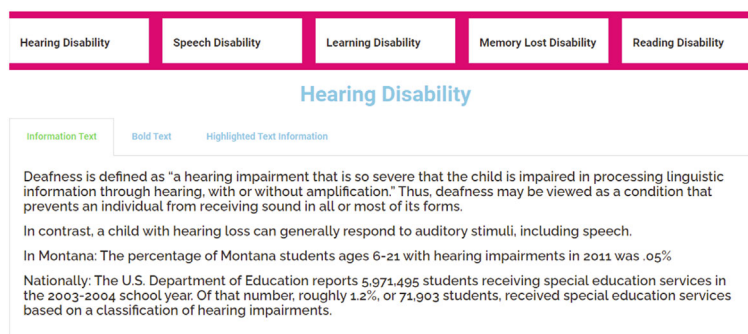 Hearing Disability
Speech Disability
Learning Disability
Memory Lost Disability
Reading Disability
Hearing Disability
Information Text
Bold Text
Highlighted Text Information
Deafness is defined as “a hearing impairment that is so severe that the child is impaired in processing linguistic
information through hearing, with or without amplification.” Thus, deafness may be viewed as a condition that
prevents an individual from receiving sound in all or most of its forms.
In contrast, a child with hearing loss can generally respond to auditory stimuli, including speech.
In Montana: The percentage of Montana students ages 6-21 with hearing impairments in 2011 was .05%
Nationally: The U.S. Department of Education reports 5,971,495 students receiving special education services in
the 2003-2004 school year. Of that number, roughly 1.2%, or 71,903 students, received special education services
based on a classification of hearing impairments.